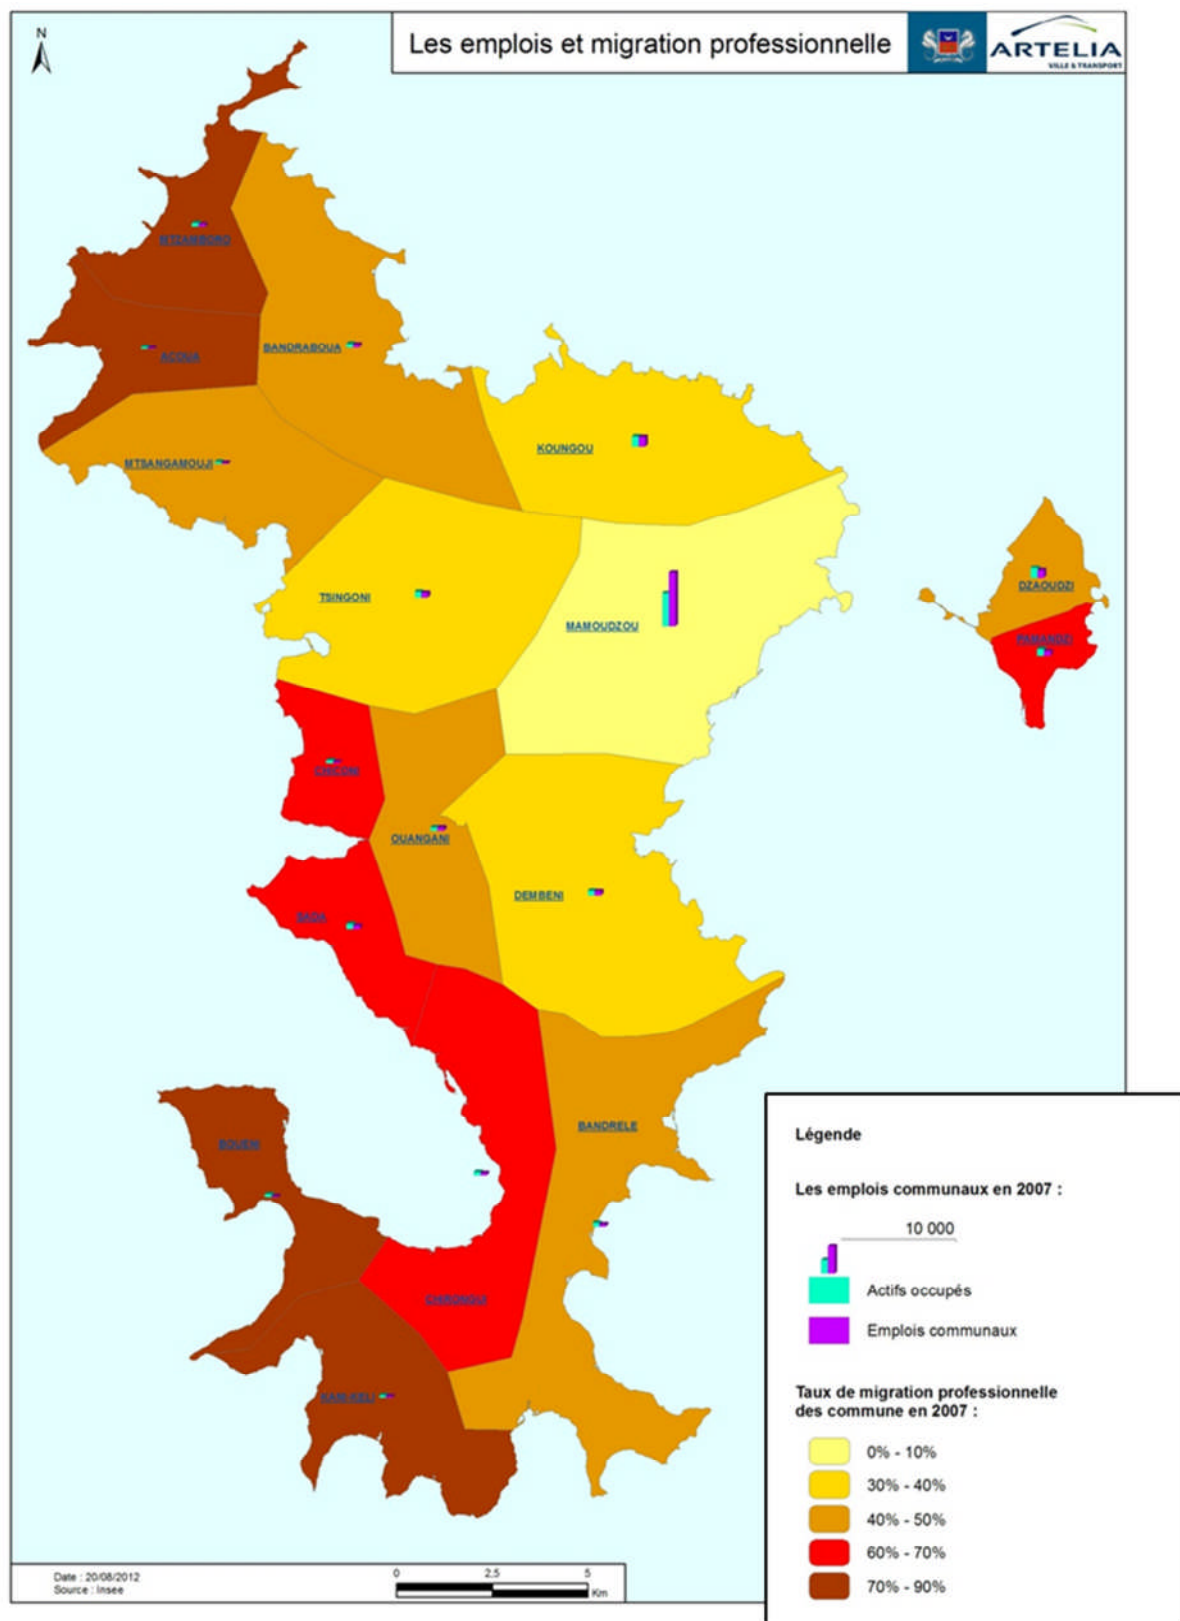 N
Les emplois et migration professionnelle
ARTELIA
VILLE & TRANSPORT
MTZAMBORO
ACOUA
BANDRABOUA
MTSANGAMOUJI
KOUNGOU
TSINGONI
MAMOUDZOU
DZAOUDZI
PAMANDZI
CHICONI
OUANGANI
SADA
DEMBENI
BOUENI
BANDRELE
CHIRONGUI
KANI-KELI
Légende
Les emplois communaux en 2007 :
10 000
Actifs occupés
Emplois communaux
Taux de migration professionnelle
des commune en 2007 :
0% - 10%
30% - 40%
40% - 50%
60% - 70%
70% - 90%
Date : 20/08/2012
Source : Insee
0 2.5 5
Km